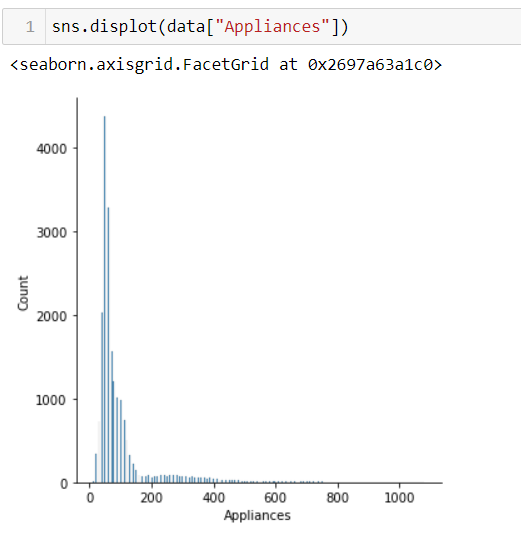 1 sns.displot(data["Appliances"])
<seaborn.axisgrid.FacetGrid at 0x2697a63a1c0>
4000
3000
Count
2000
1000
0
0 200 400 600 800 1000
Appliances